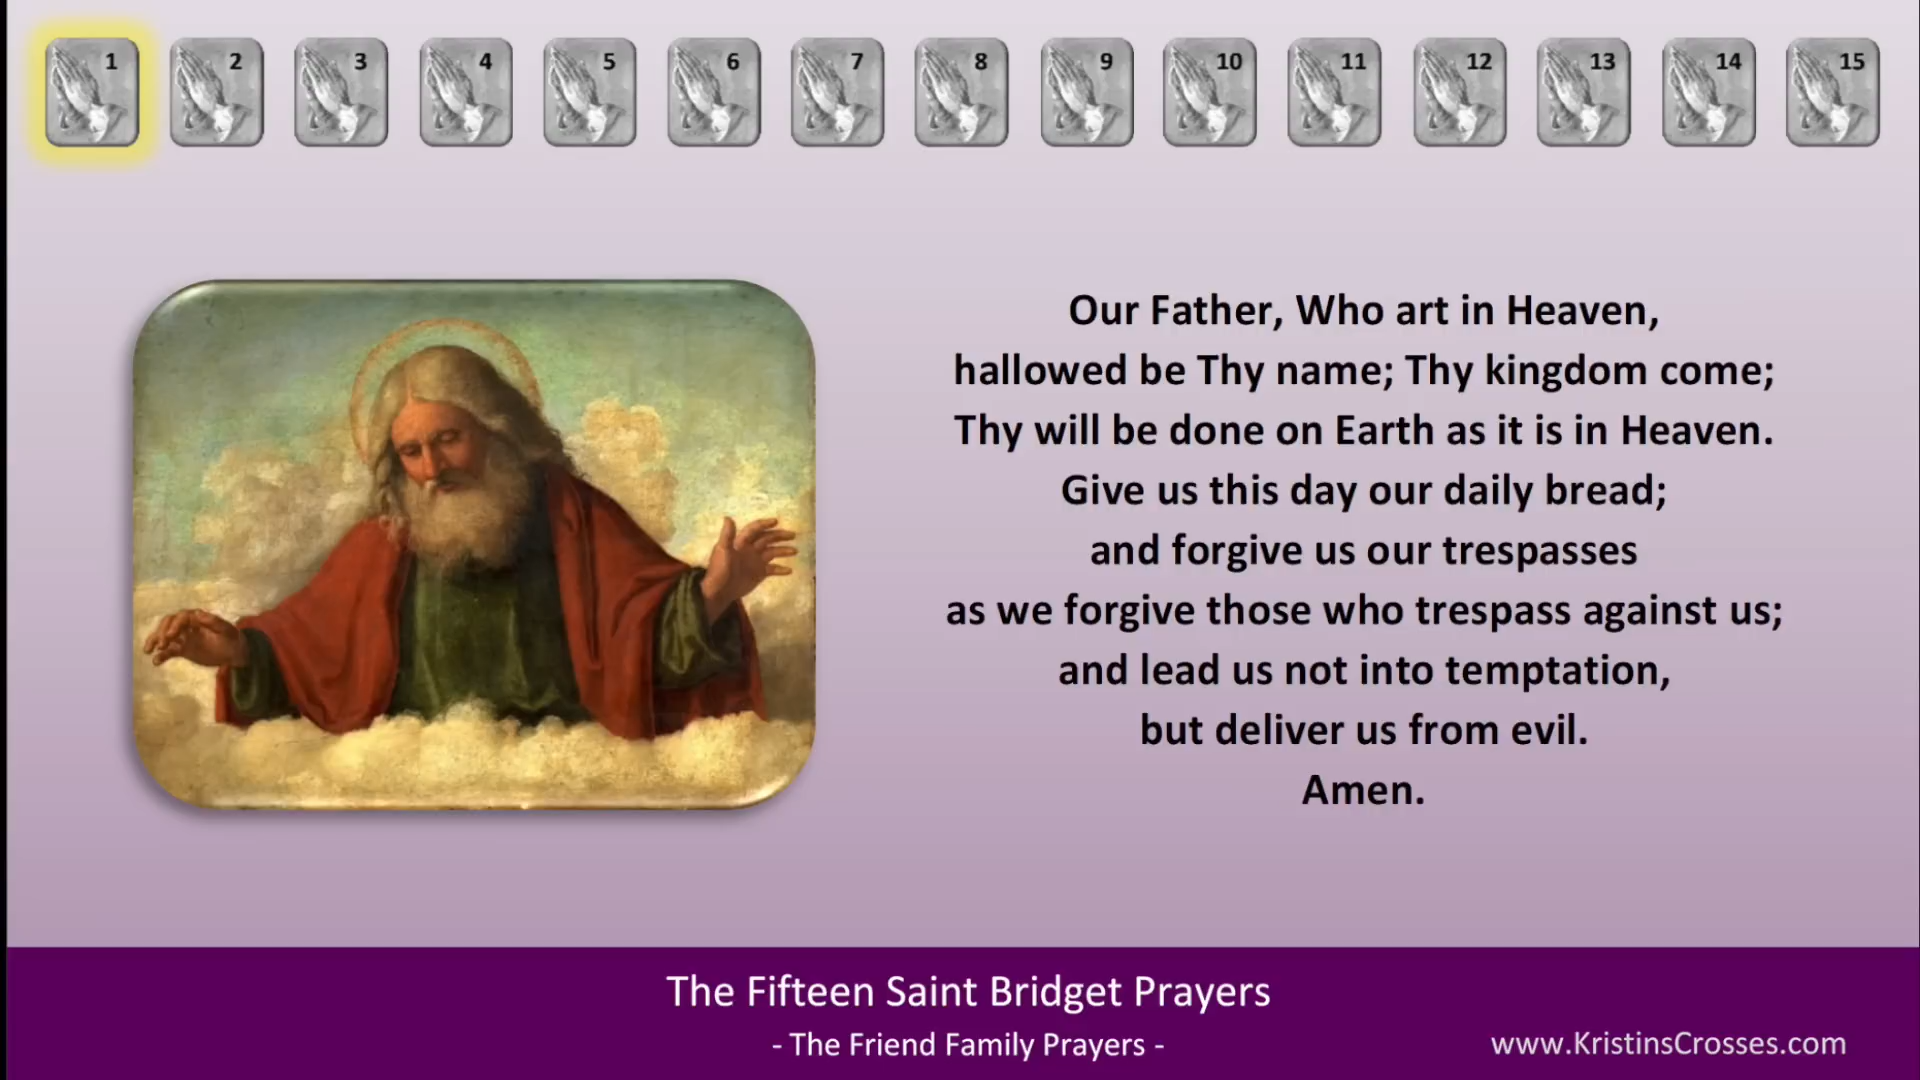 1 2 3 4 5 6 7 8 9 10 11 12 13 14 15
Our Father, Who art in Heaven,
hallowed be Thy name; Thy kingdom come;
Thy will be done on Earth as it is in Heaven.
Give us this day our daily bread;
and forgive us our trespasses
as we forgive those who trespass against us;
and lead us not into temptation,
but deliver us from evil.
Amen.
The Fifteen Saint Bridget Prayers
- The Friend Family Prayers -
www.KristinsCrosses.com